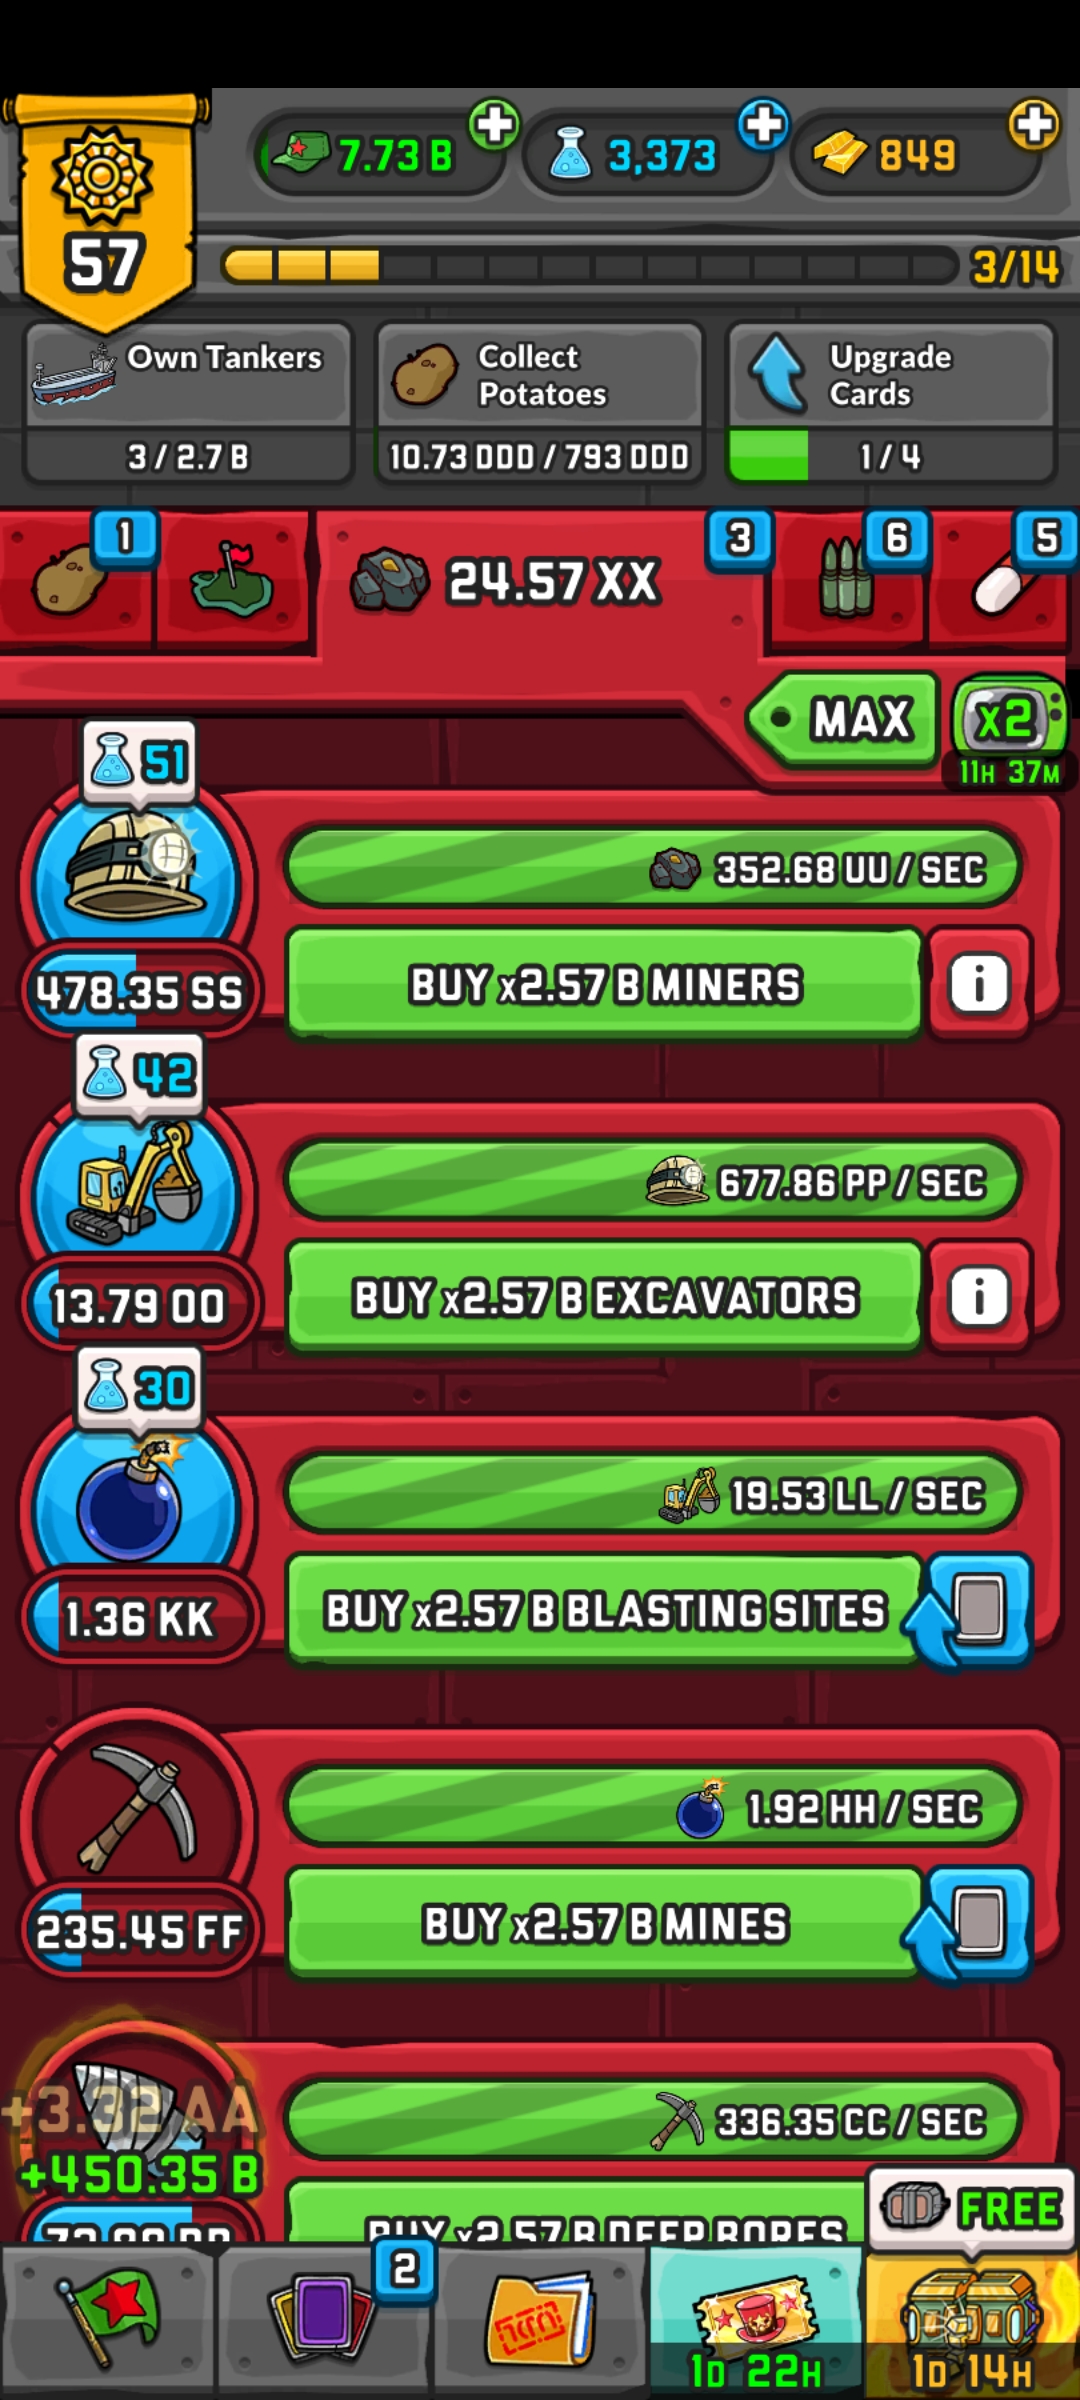 57
7.73 B
3,373
849
3/14
Own Tankers
3 / 2.7 B
Collect
Potatoes
10.73 DDD / 793 DDD
Upgrade
Cards
1 / 4
1
24.57 XX
3
6
5
MAX
x2
11H 37M
51
352.68 UU / SEC
478.35 SS
BUY x2.57 B MINERS
i
42
677.86 PP / SEC
13.79 OO
BUY x2.57 B EXCAVATORS
i
30
19.53 LL / SEC
1.36 KK
BUY x2.57 B BLASTING SITES
1.92 HH / SEC
235.45 FF
BUY x2.57 B MINES
+3.32 AA
+450.35 B
336.35 CC / SEC
BUY x2.57 B DEEP BORES
FREE
2
1D 22H
1D 14H